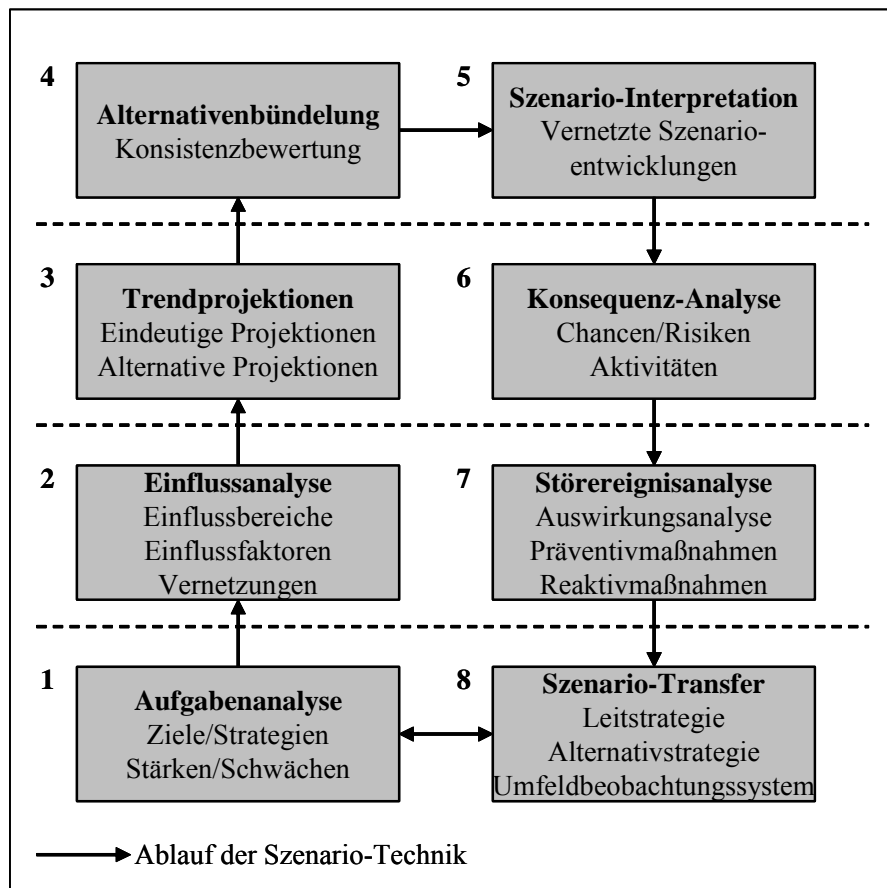 4
Alternativenbündelung
Konsistenzbewertung
5
Szenario-Interpretation
Vernetzte Szenario-
entwicklungen
3
Trendprojektionen
Eindeutige Projektionen
Alternative Projektionen
6
Konsequenz-Analyse
Chancen/Risiken
Aktivitäten
2
Einflussanalyse
Einflussbereiche
Einflussfaktoren
Vernetzungen
7
Störereignisanalyse
Auswirkungsanalyse
Präventivmaßnahmen
Reaktivmaßnahmen
1
Aufgabenanalyse
Ziele/Strategien
Stärken/Schwächen
8
Szenario-Transfer
Leitstrategie
Alternativstrategie
Umfeldbeobachtungssystem
Ablauf der Szenario-Technik